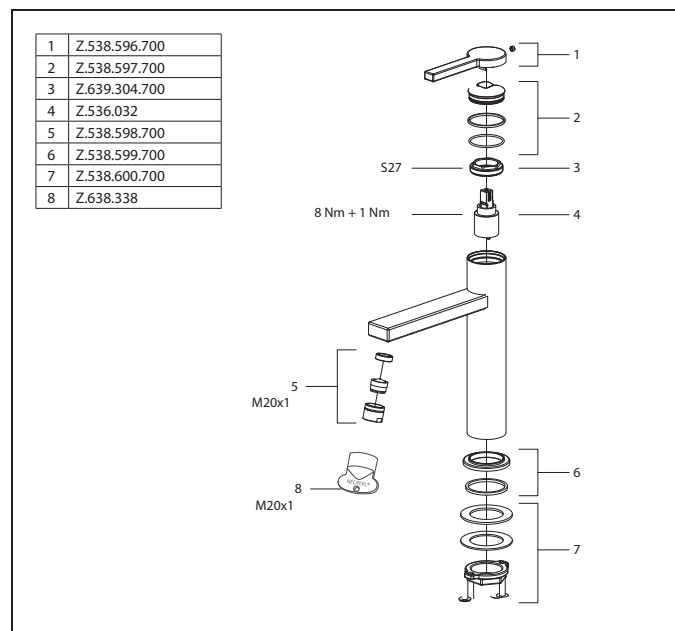 1 Z.538.596.700
2 Z.538.597.700
3 Z.639.304.700
4 Z.536.032
5 Z.538.598.700
6 Z.538.599.700
7 Z.538.600.700
8 Z.638.338
1
2
S27 3
8 Nm + 1 Nm 4
5
M20x1
NEOPERL®
8
M20x1
6
7